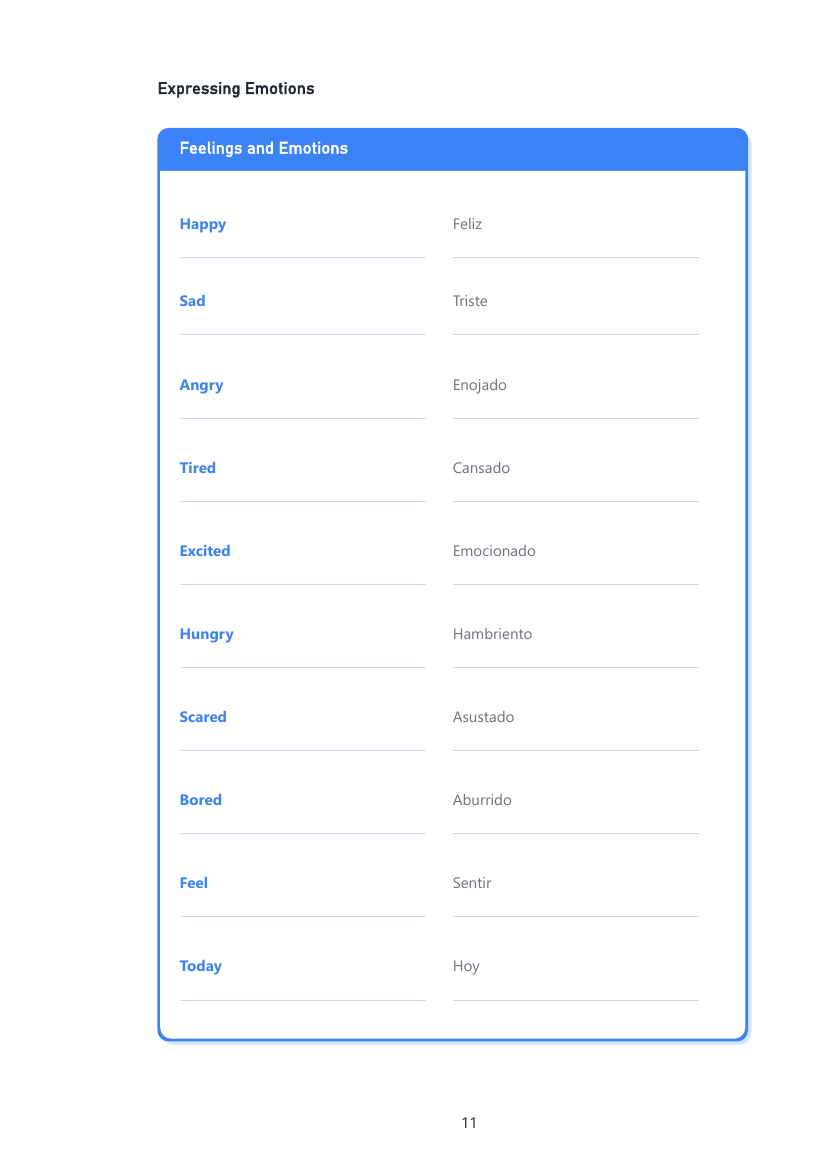 Expressing Emotions
Feelings and Emotions
Happy Feliz
Sad Triste
Angry Enojado
Tired Cansado
Excited Emocionado
Hungry Hambriento
Scared Asustado
Bored Aburrido
Feel Sentir
Today Hoy
11